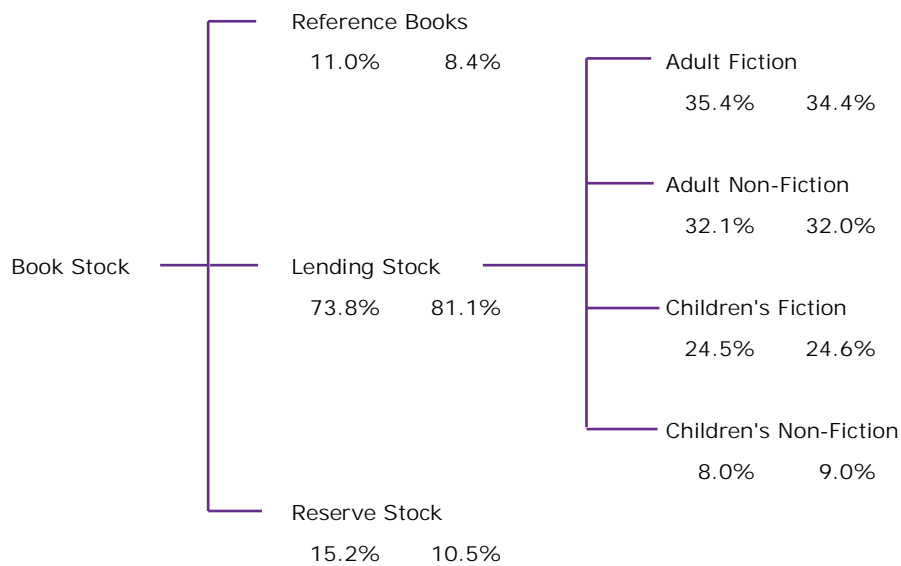 Reference Books
11.0% 8.4%
Adult Fiction
35.4% 34.4%
Adult Non-Fiction
32.1% 32.0%
Book Stock
Lending Stock
73.8% 81.1%
Children's Fiction
24.5% 24.6%
Children's Non-Fiction
8.0% 9.0%
Reserve Stock
15.2% 10.5%